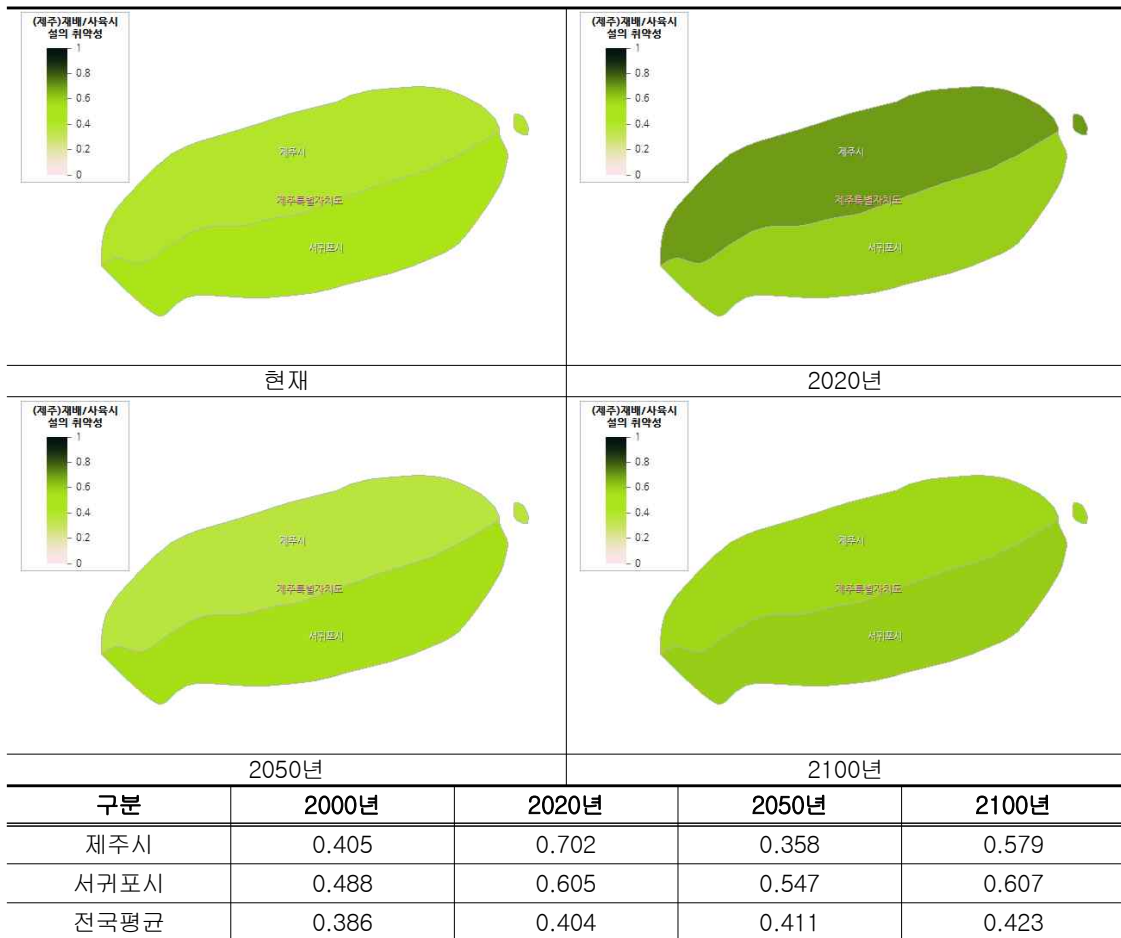 (제주)재배/사육시
설의 취약성
1
0.8
0.6
0.4
0.2
0
제주시
제주특별자치도
서귀포시
(제주)재배/사육시
설의 취약성
1
0.8
0.6
0.4
0.2
0
제주시
제주특별자치도
서귀포시
현재 2020년
(제주)재배/사육시
설의 취약성
1
0.8
0.6
0.4
0.2
0
제주시
제주특별자치도
서귀포시
(제주)재배/사육시
설의 취약성
1
0.8
0.6
0.4
0.2
0
제주시
제주특별자치도
서귀포시
2050년 2100년
구분 2000년 2020년 2050년 2100년
제주시 0.405 0.702 0.358 0.579
서귀포시 0.488 0.605 0.547 0.607
전국평균 0.386 0.404 0.411 0.423